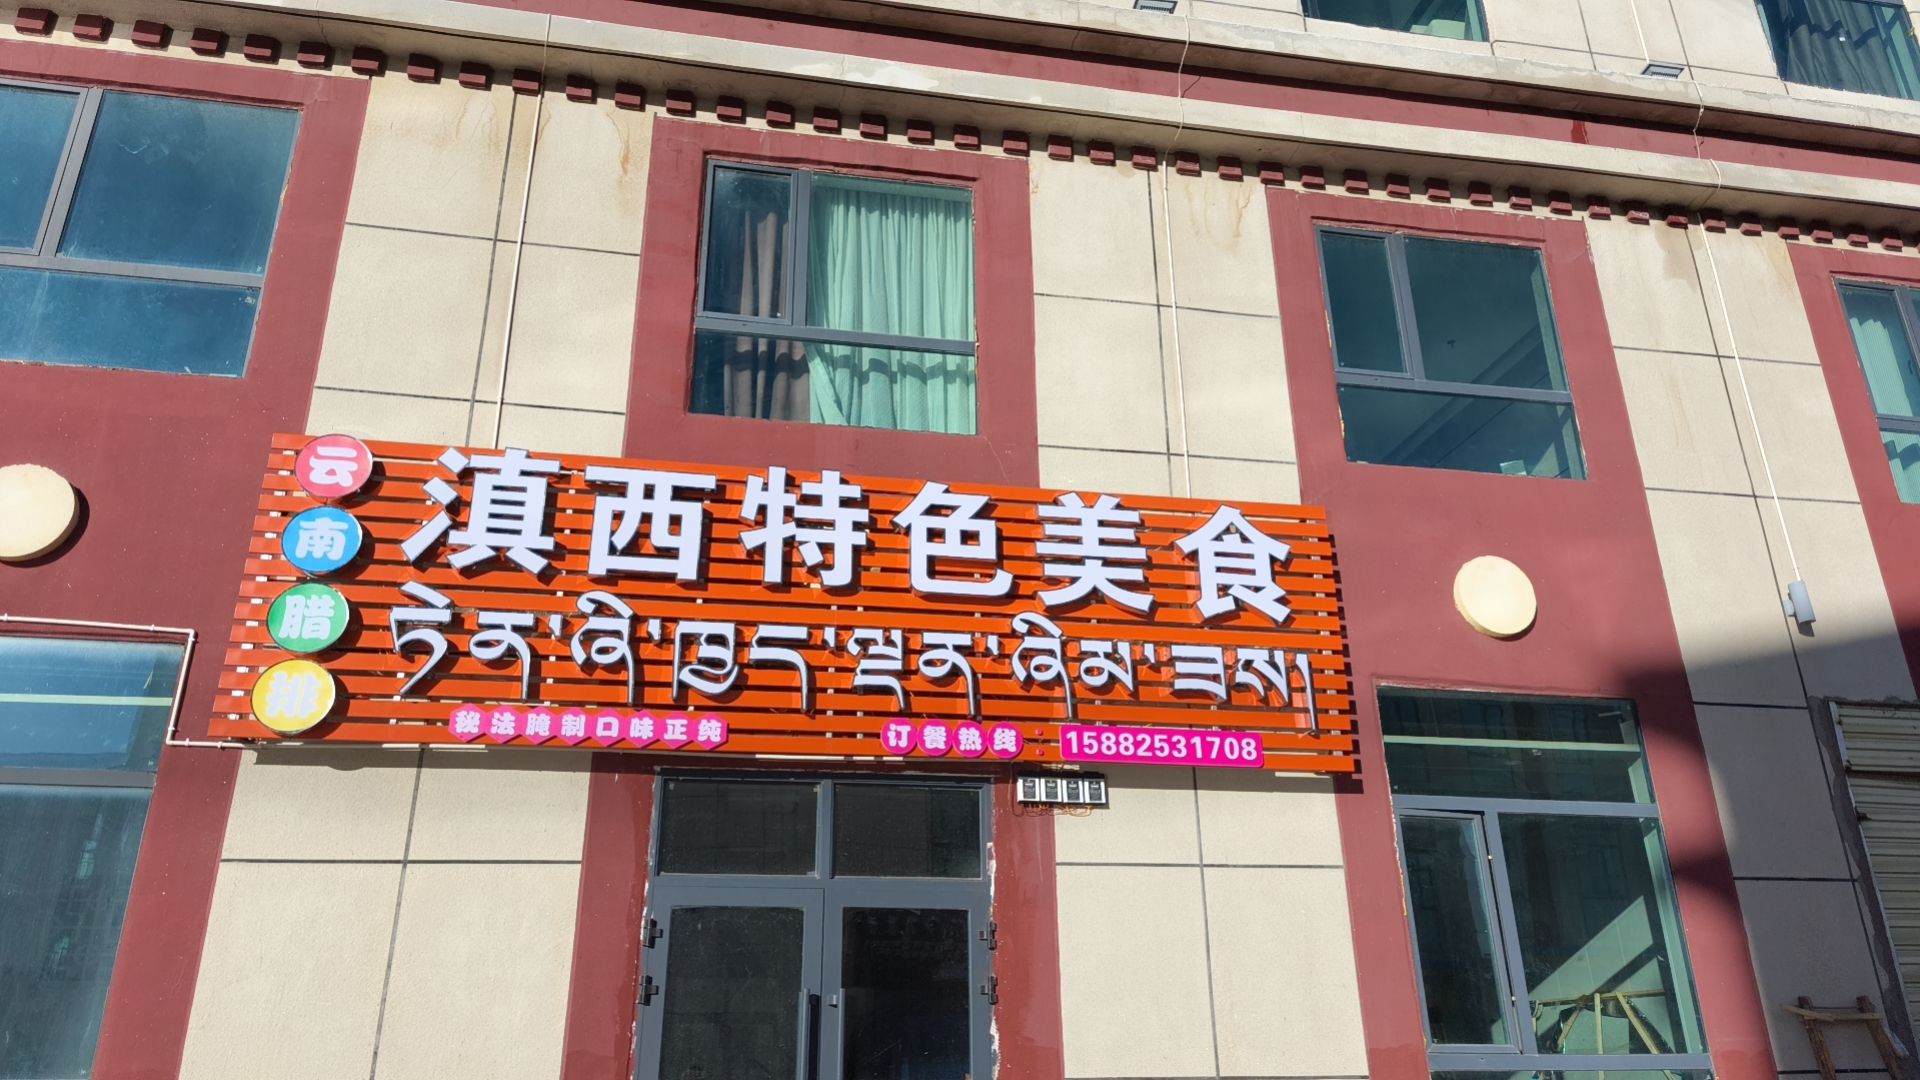 云南腊排
滇西特色美食
ཏེན་ཞི་ཁྱད་ལྡན་ཞིམ་ཟས།
秘法腌制口味正纯
订餐热线：15882531708